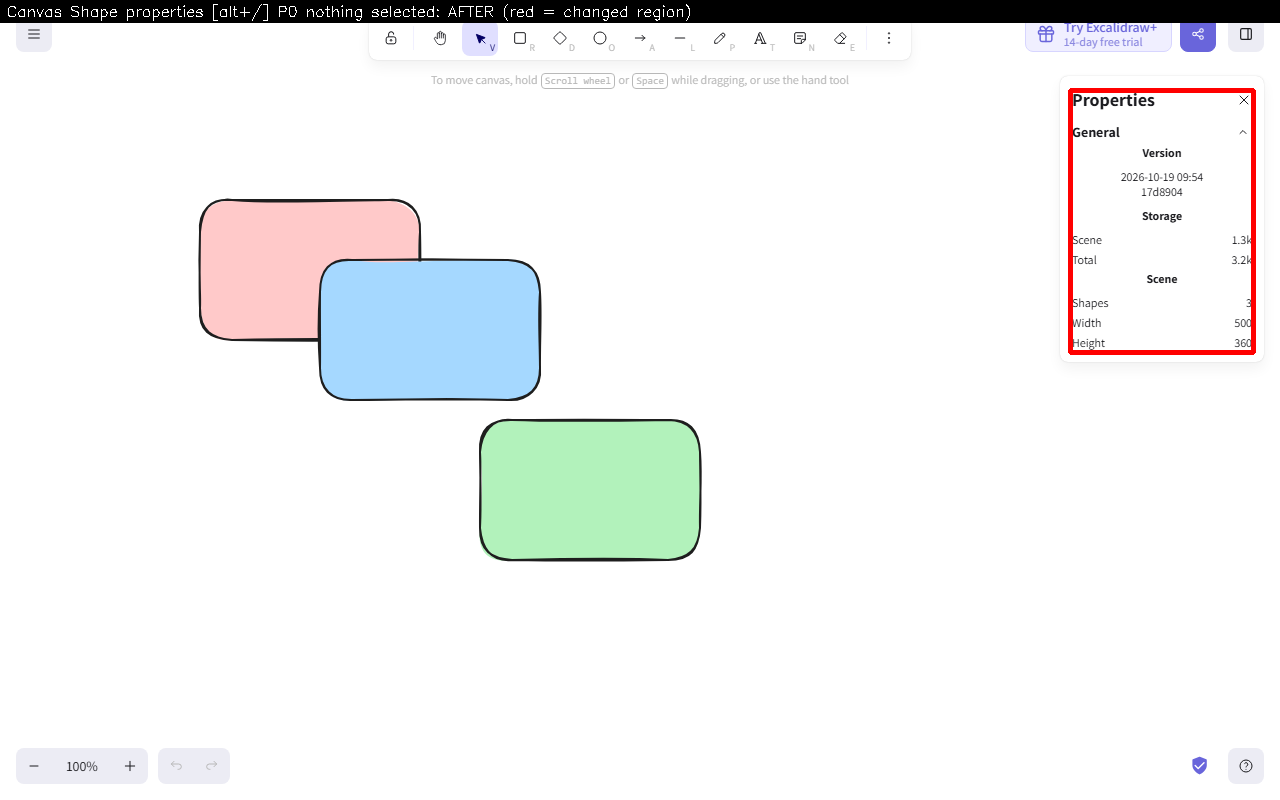 Canvas Shape properties [alt+/] P0 nothing selected: AFTER (red = changed region)
V
R
D
O
A
L
P
T
N
E
Try Excalidraw+
14-day free trial
To move canvas, hold Scroll wheel or Space while dragging, or use the hand tool
Properties
General
Version
2026-10-19 09:54
17d8904
Storage
Scene 1.3k
Total 3.2k
Scene
Shapes 3
Width 500
Height 360
100%